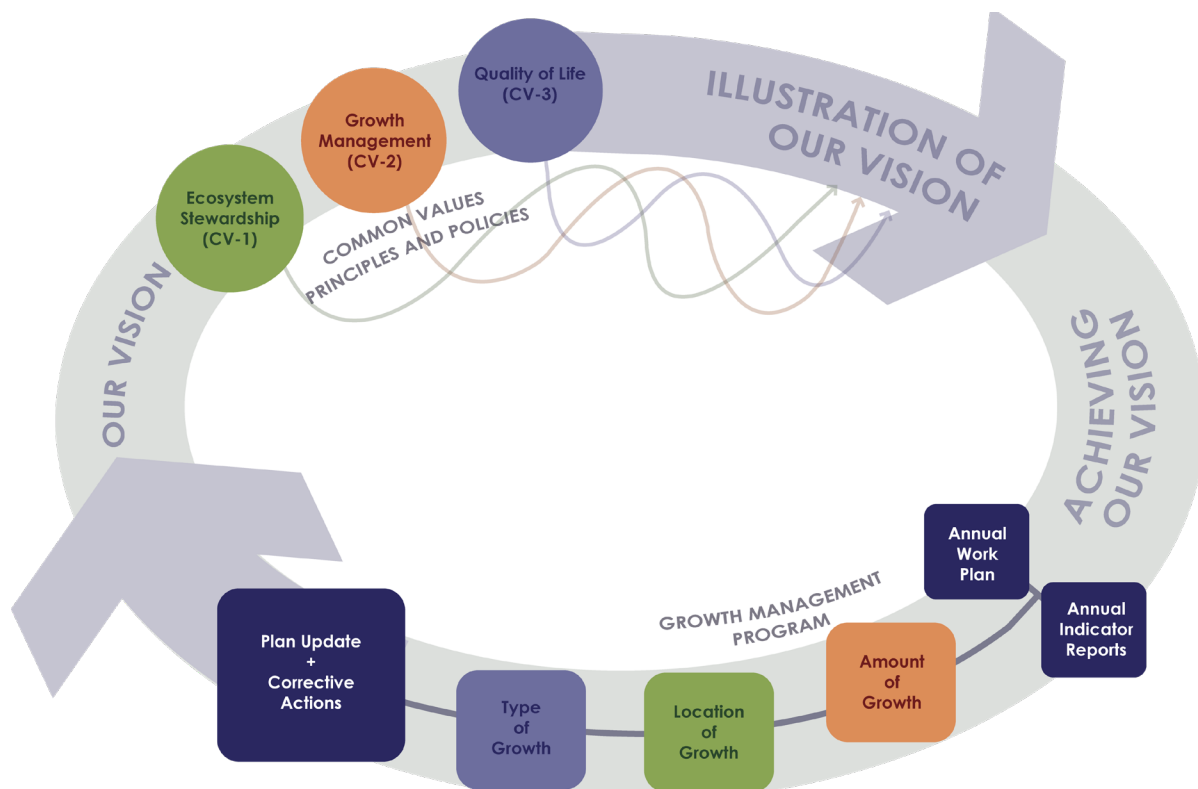 Quality of Life
(CV-3)
Growth
Management
(CV-2)
Ecosystem
Stewardship
(CV-1)
ILLUSTRATION OF
OUR VISION
COMMON VALUES
PRINCIPLES AND POLICIES
OUR VISION
ACHIEVING
OUR VISION
Annual
Work
Plan
Annual
Indicator
Reports
GROWTH MANAGEMENT
PROGRAM
Amount
of
Growth
Location
of
Growth
Type
of
Growth
Plan Update
+
Corrective
Actions